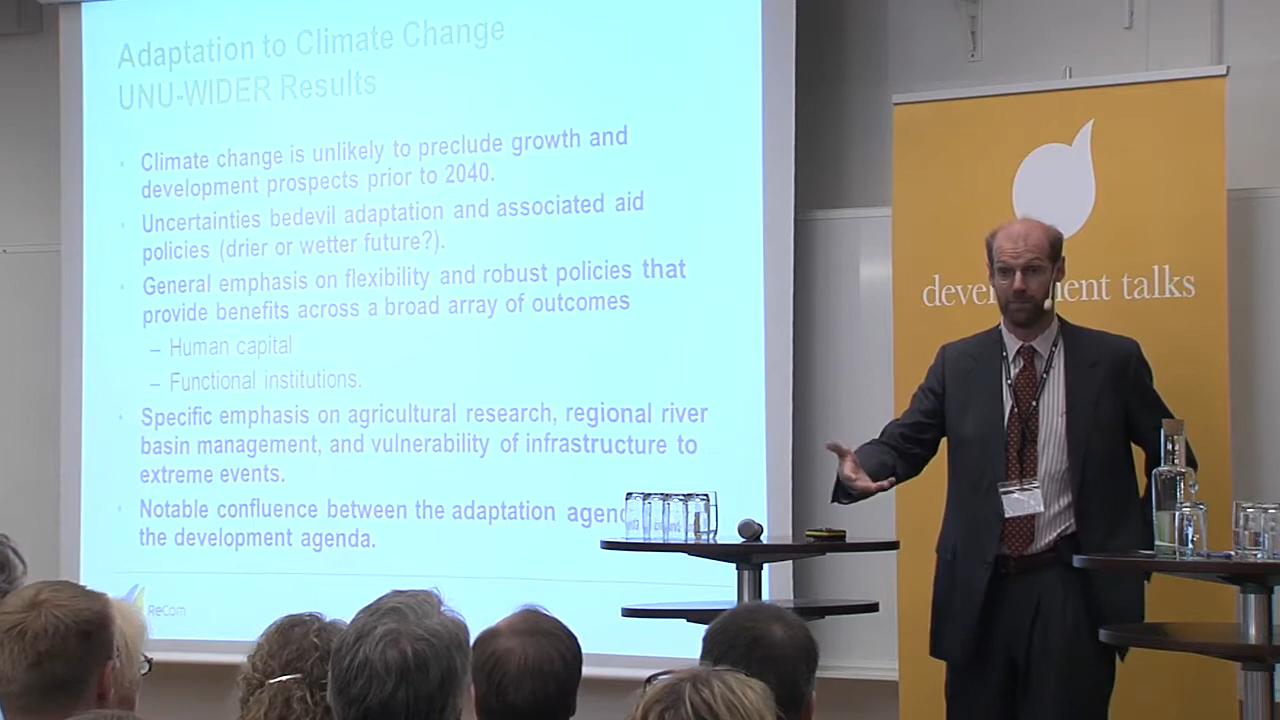 Adaptation to Climate Change
UNU-WIDER Results
Climate change is unlikely to preclude growth and
development prospects prior to 2040.
Uncertainties bedevil adaptation and associated aid
policies (drier or wetter future?).
General emphasis on flexibility and robust policies that
provide benefits across a broad array of outcomes
– Human capital
– Functional institutions.
Specific emphasis on agricultural research, regional river
basin management, and vulnerability of infrastructure to
extreme events.
Notable confluence between the adaptation agen
the development agenda.
ReCom
devel ent talks